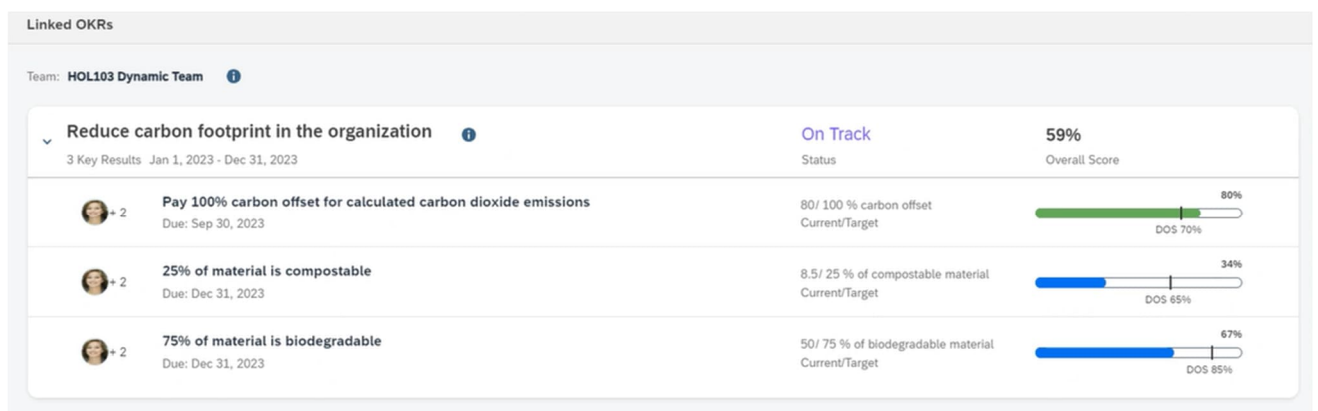 Linked OKRs
Team: HOL103 Dynamic Team
Reduce carbon footprint in the organization
On Track
59%
3 Key Results Jan 1, 2023 - Dec 31, 2023
Status
Overall Score
+ 2
Pay 100% carbon offset for calculated carbon dioxide emissions
Due: Sep 30, 2023
80/ 100 % carbon offset
Current/Target
80%
DOS 70%
+ 2
25% of material is compostable
Due: Dec 31, 2023
8.5/ 25 % of compostable material
Current/Target
34%
DOS 65%
+ 2
75% of material is biodegradable
Due: Dec 31, 2023
50/ 75 % of biodegradable material
Current/Target
67%
DOS 85%